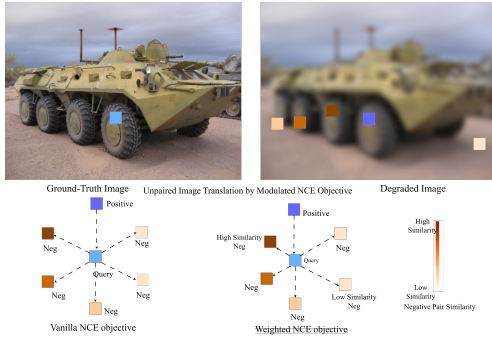 Ground-Truth Image
Unpaired Image Translation by Modulated NCE Objective
Degraded Image
Positive
Neg
Neg
Query
Neg
Neg
Neg
Vanilla NCE objective
Positive
High Similarity
Neg
Neg
Query
Neg
Low Similarity
Neg
Neg
Weighted NCE objective
High
Similarity
Low
Similarity
Negative Pair Similarity